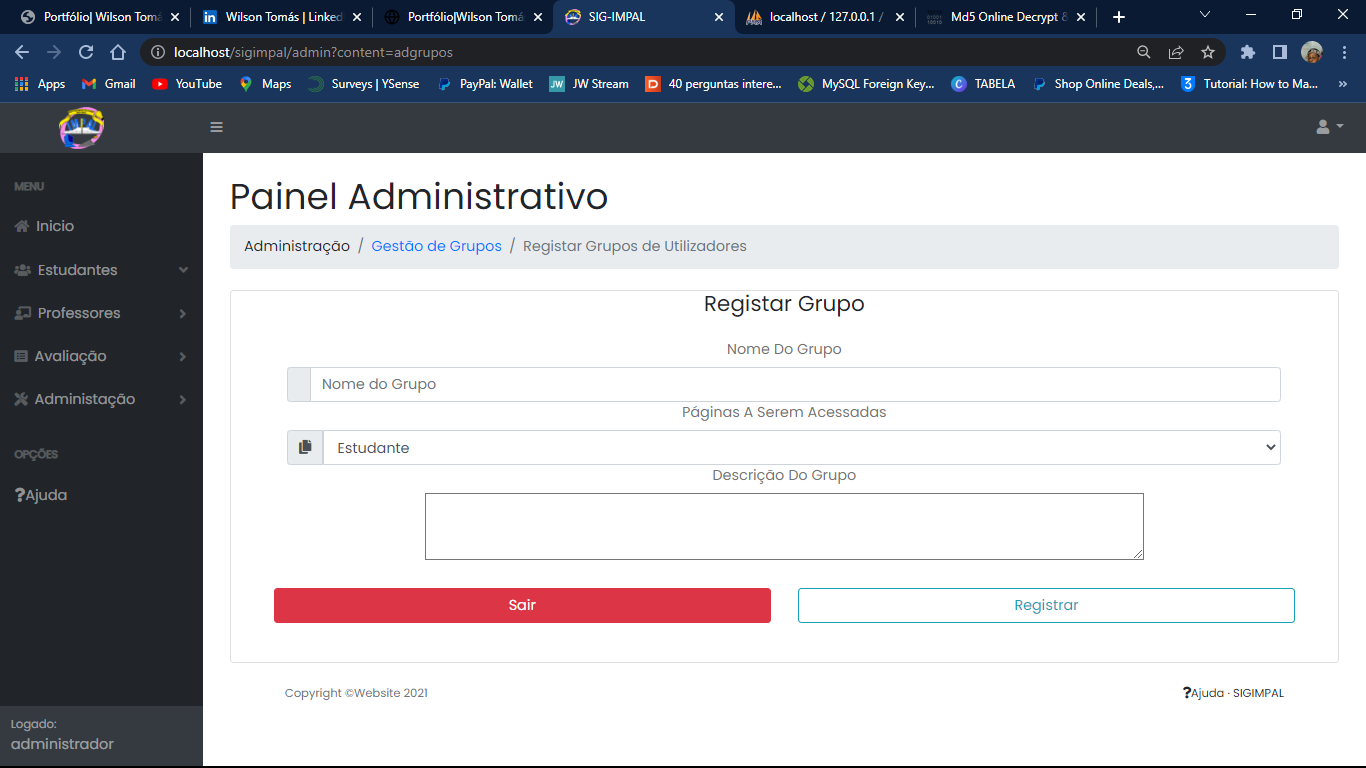 Portfólio| Wilson Tomá
Wilson Tomás | Linked
Portfólio|Wilson Tomá
SIG-IMPAL
localhost / 127.0.0.1 /
Md5 Online Decrypt &
localhost/sigimpal/admin?content=adgrupos
Apps
Gmail
YouTube
Maps
Surveys | YSense
PayPal: Wallet
JW Stream
40 perguntas intere...
MySQL Foreign Key...
TABELA
Shop Online Deals,...
Tutorial: How to Ma...
MENU
Inicio
Estudantes
Professores
Avaliação
Administação
OPÇÕES
?Ajuda
Logado:
administrador
Painel Administrativo
Administração / Gestão de Grupos / Registar Grupos de Utilizadores
Registar Grupo
Nome Do Grupo
Nome do Grupo
Páginas A Serem Acessadas
Estudante
Descrição Do Grupo
Sair
Registrar
Copyright ©Website 2021
?Ajuda · SIGIMPAL